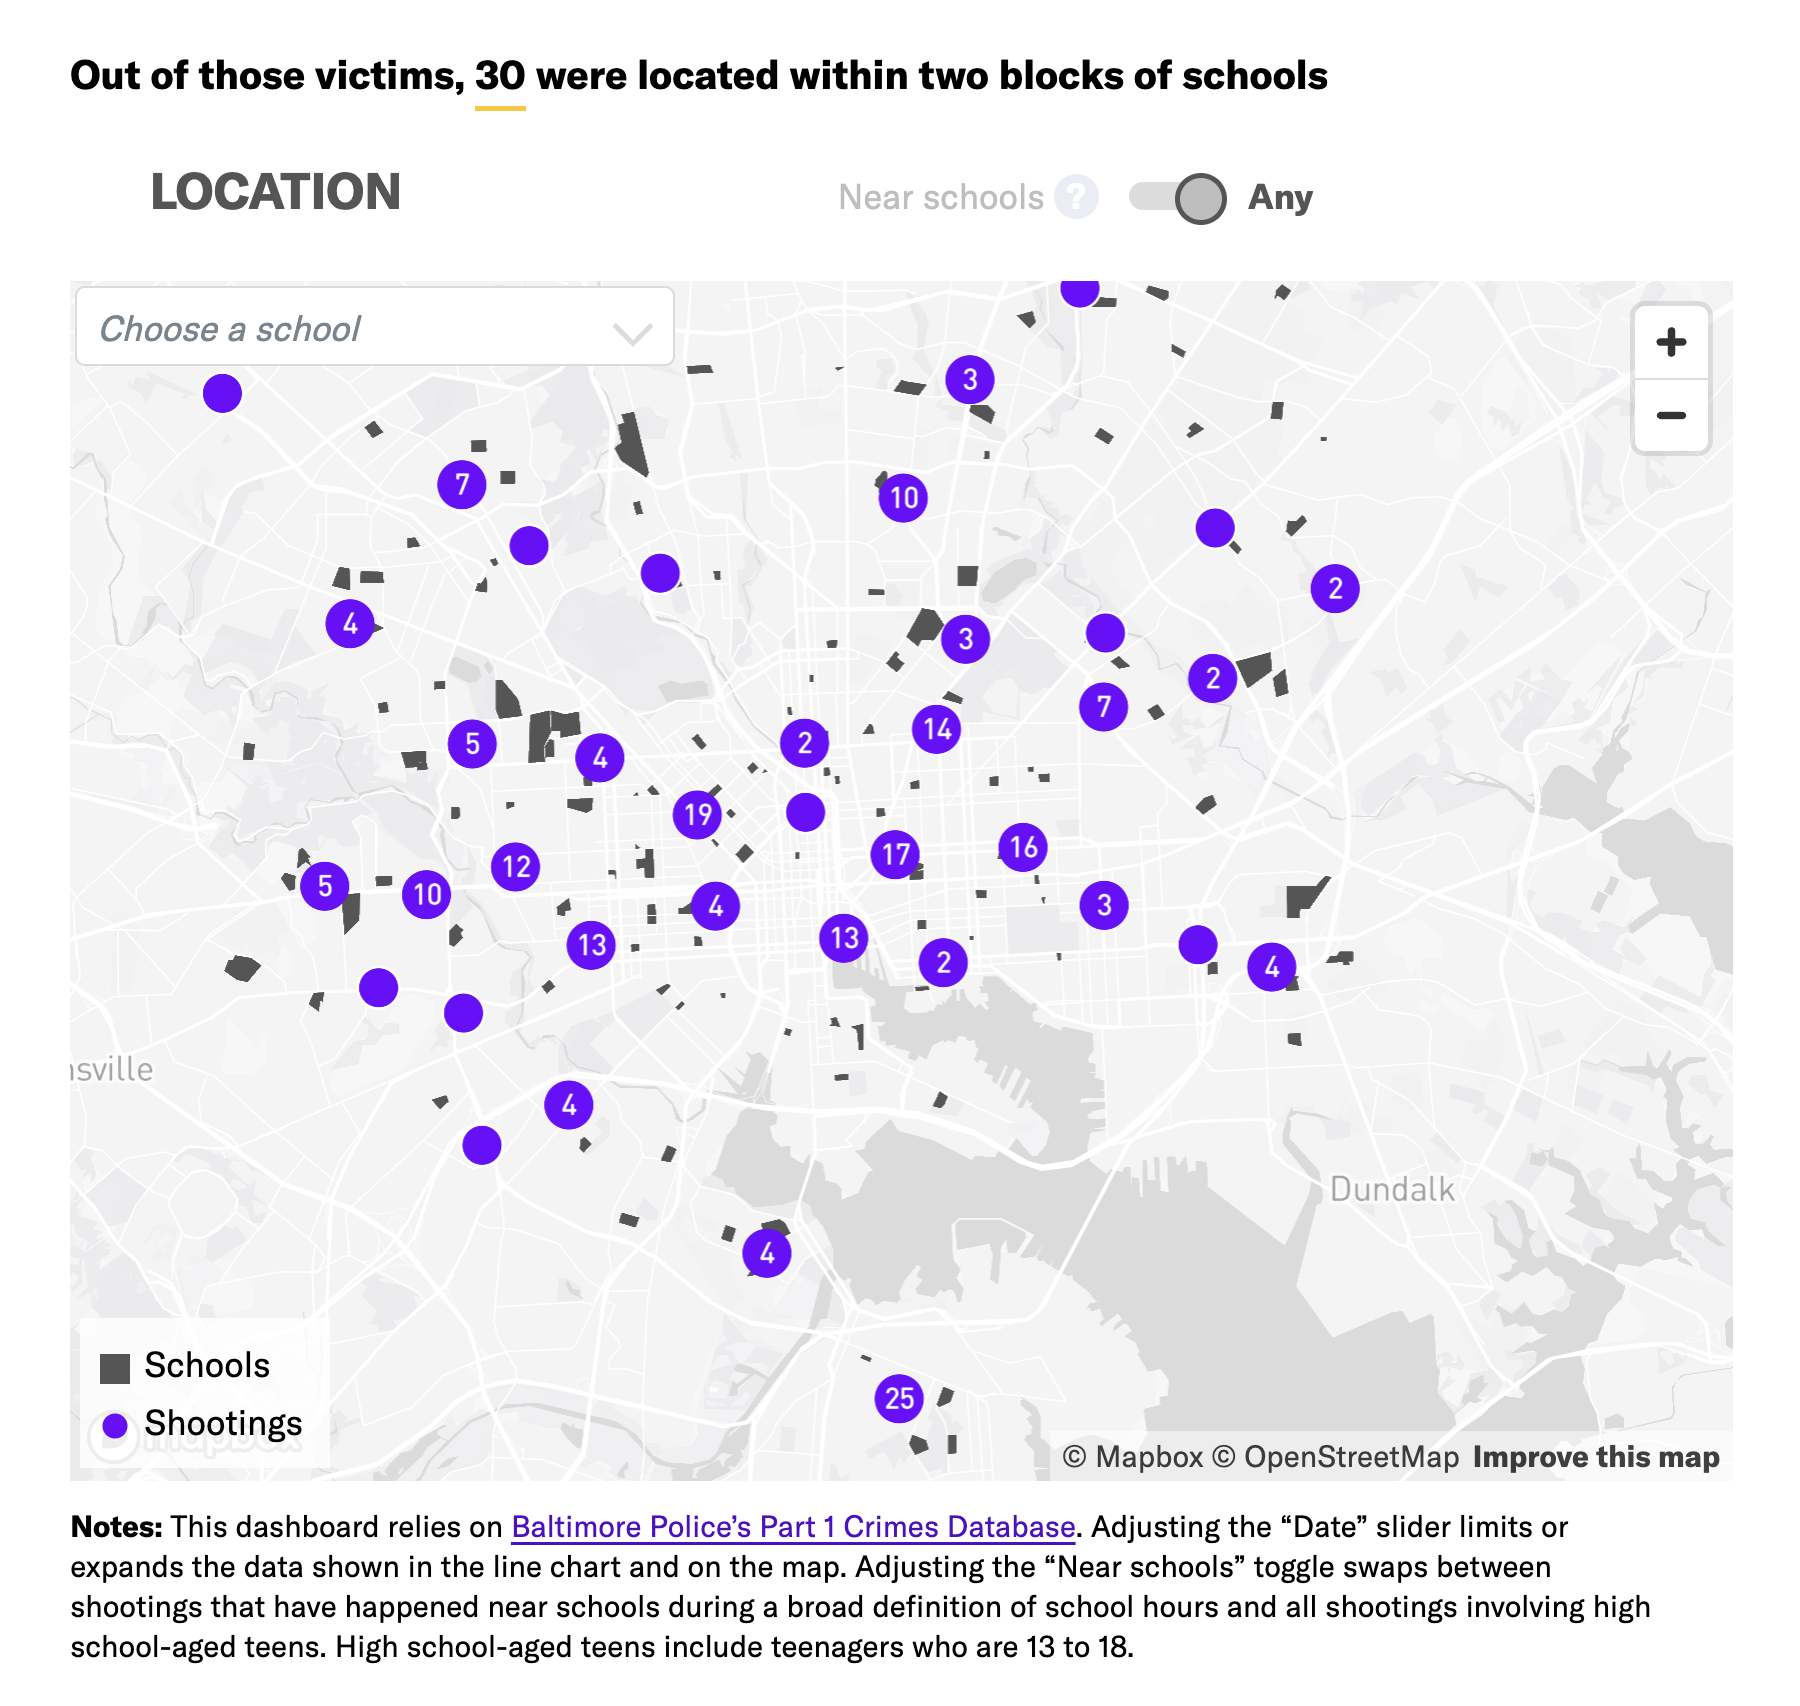 Out of those victims, 30 were located within two blocks of schools
LOCATION
Near schools ? Any
Choose a school
+
−
3
7
10
2
4
3
2
7
5
4
2
14
19
12
17
16
5
10
4
3
13
13
2
4
nsville
4
Dundalk
4
25
Schools
Shootings
mapbox
© Mapbox © OpenStreetMap Improve this map
Notes: This dashboard relies on Baltimore Police’s Part 1 Crimes Database. Adjusting the “Date” slider limits or
expands the data shown in the line chart and on the map. Adjusting the “Near schools” toggle swaps between
shootings that have happened near schools during a broad definition of school hours and all shootings involving high
school-aged teens. High school-aged teens include teenagers who are 13 to 18.